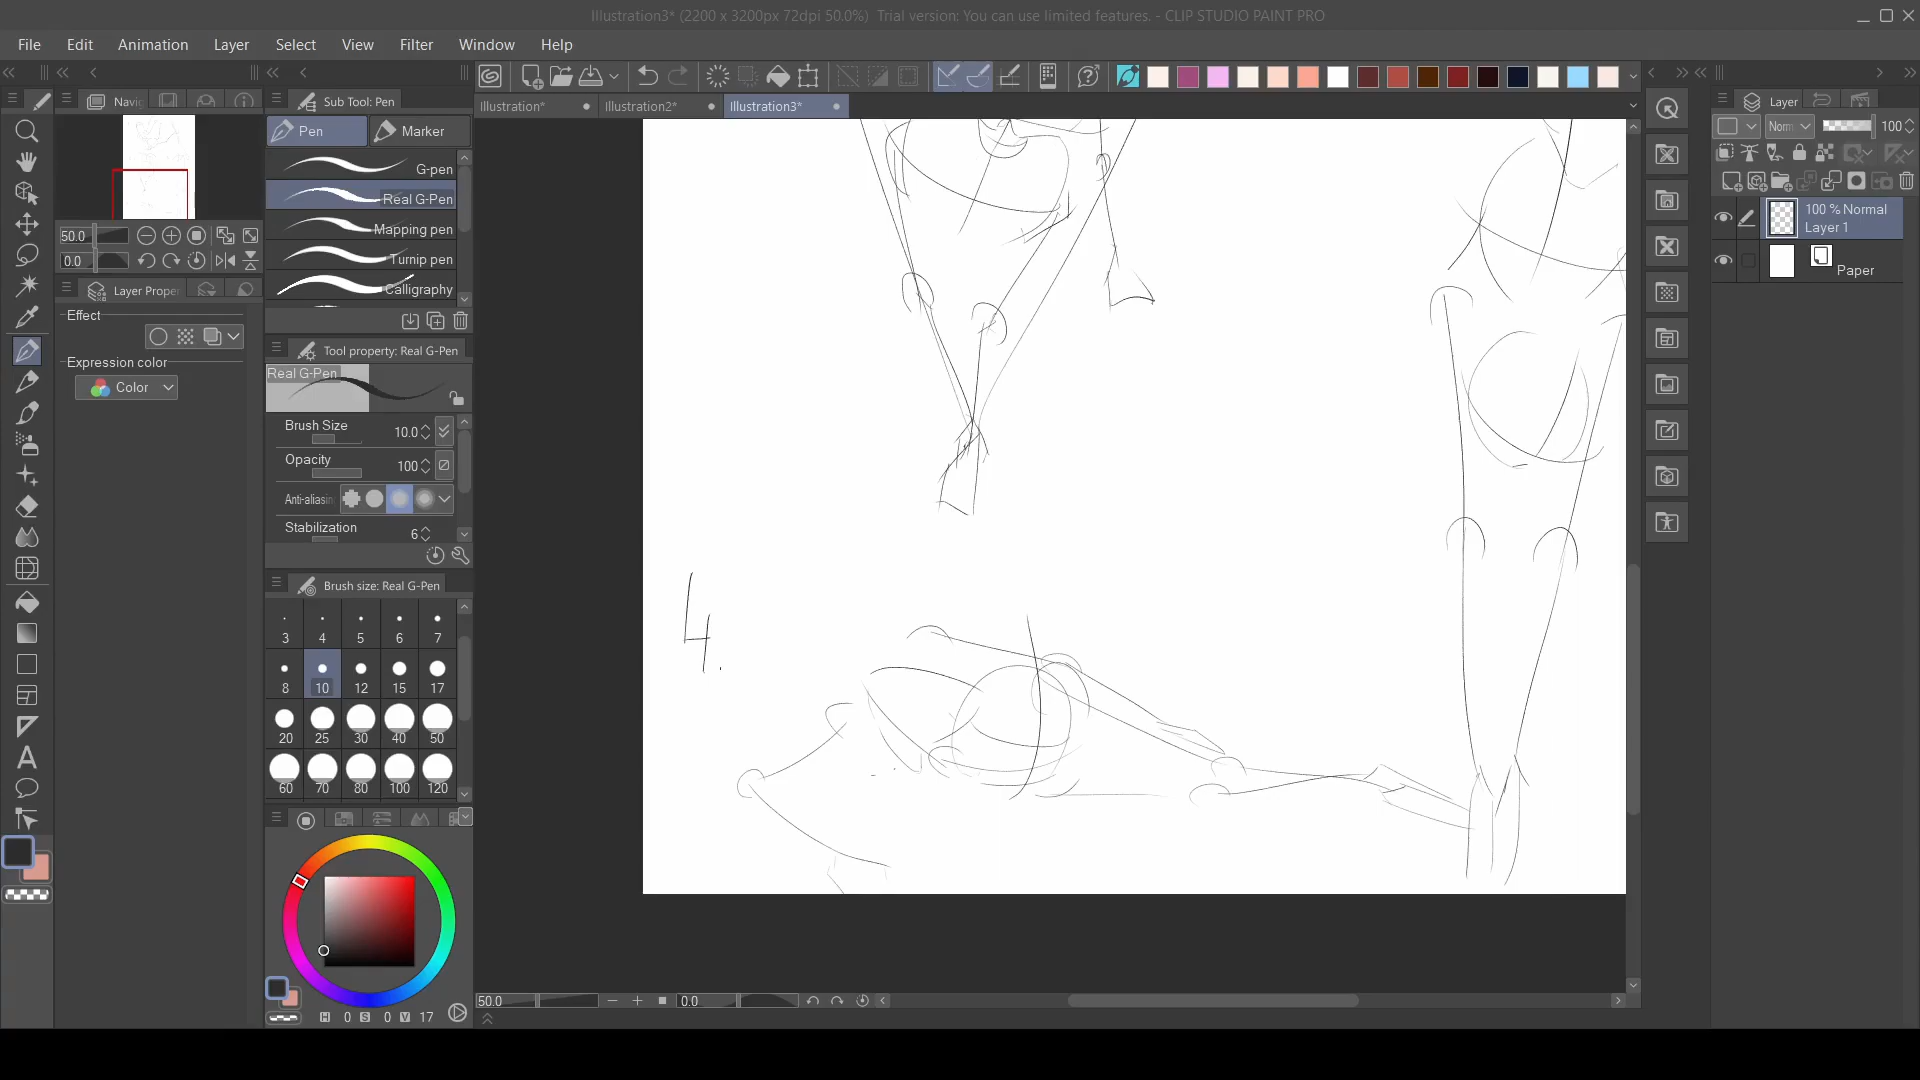 Illustration3* (2200 x 3200px 72dpi 50.0%)  Trial version: You can use limited features. - CLIP STUDIO PAINT PRO
File Edit Animation Layer Select View Filter Window Help
Illustration* Illustration2* Illustration3*
Navig
Sub Tool: Pen
Pen Marker
G-pen
Real G-Pen
Mapping pen
Turnip pen
Calligraphy
50.0
0.0
Layer Proper
Effect
Expression color
Color
Tool property: Real G-Pen
Real G-Pen
Brush Size 10.0
Opacity 100
Anti-aliasin
Stabilization 6
Brush size: Real G-Pen
3 4 5 6 7
8 10 12 15 17
20 25 30 40 50
60 70 80 100 120
H 0 S 0 V 17
4.
50.0 0.0
Layer
Norm 100
100 % Normal
Layer 1
Paper